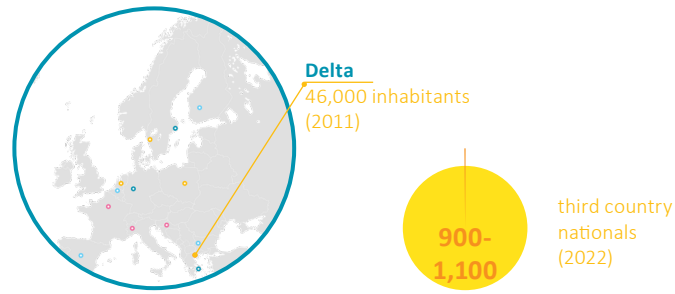 Delta
46,000 inhabitants
(2011)
900-
1,100
third country
nationals
(2022)